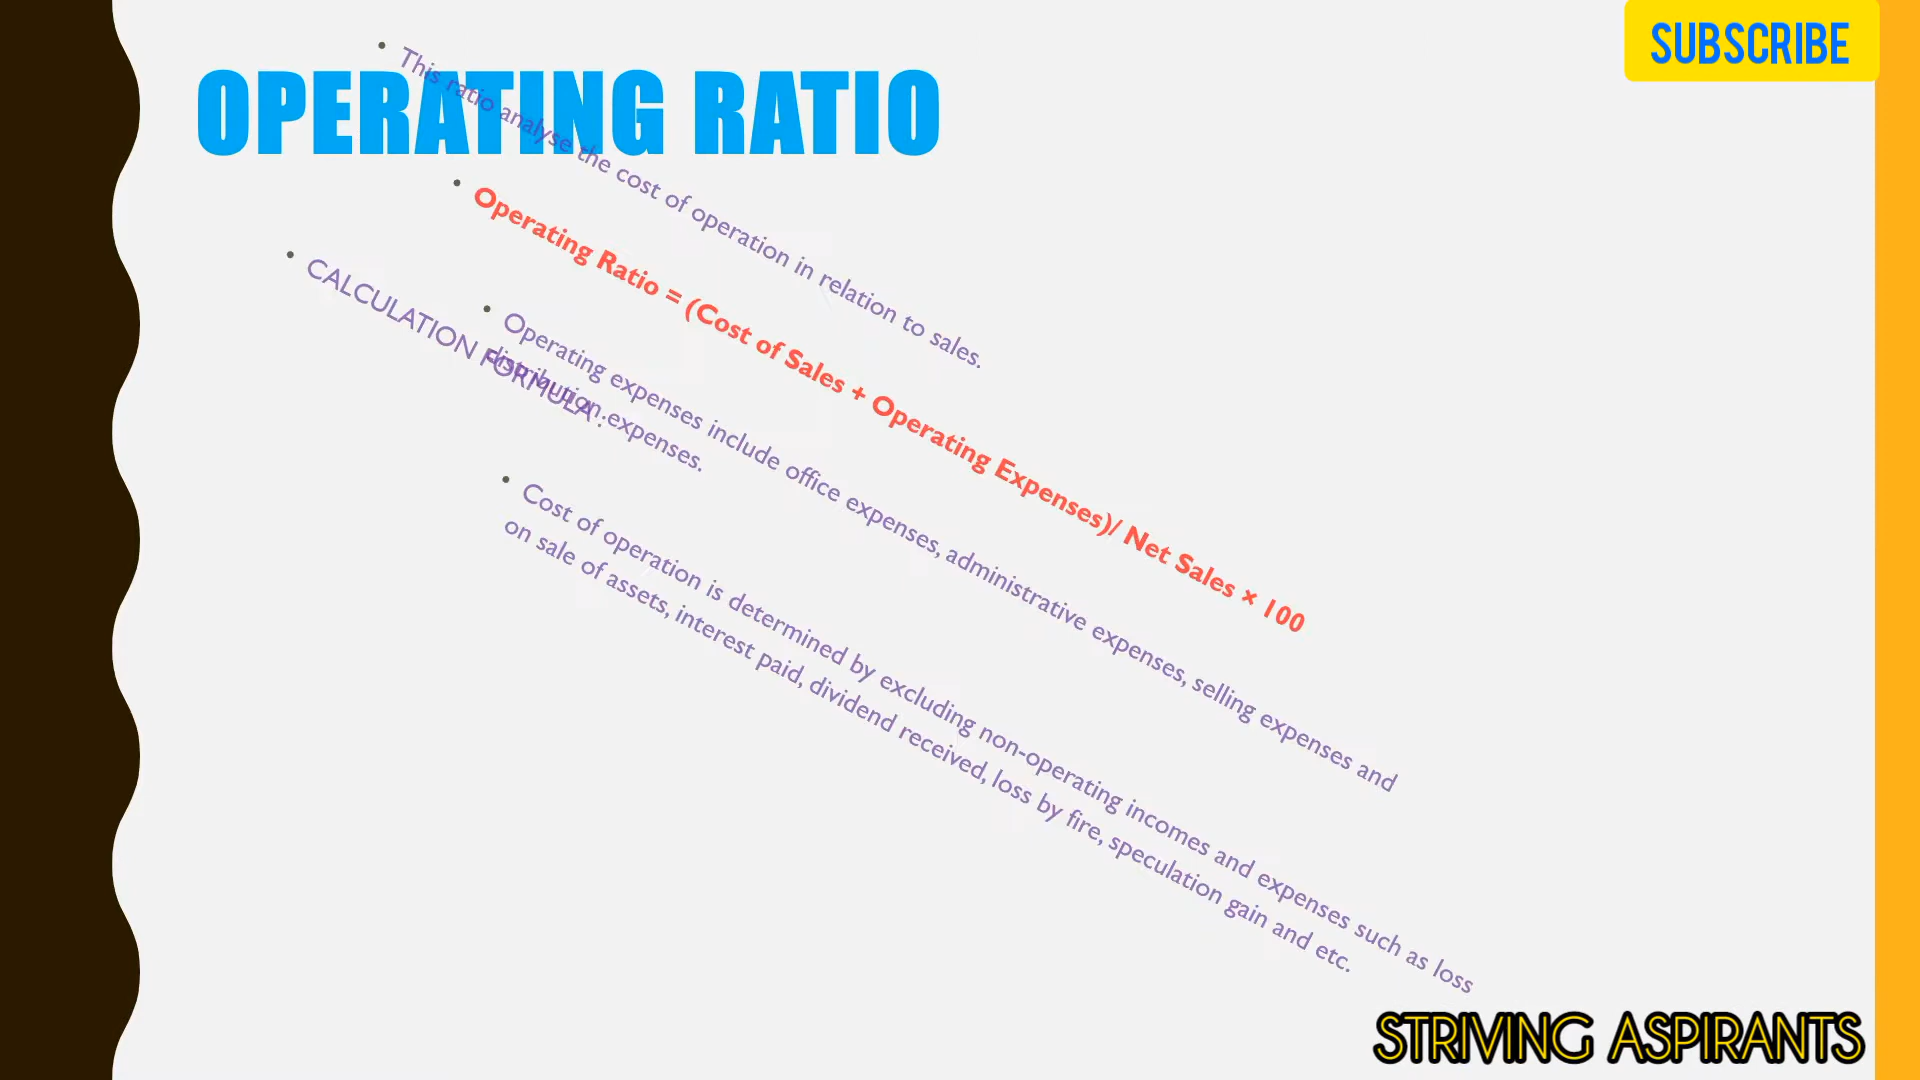 SUBSCRIBE
OPERATING RATIO
• This ratio analyse the cost of operation in relation to sales.
• CALCULATION FORMULA :
• Operating Ratio = (Cost of Sales + Operating Expenses)/ Net Sales × 100
• Operating expenses include office expenses, administrative expenses, selling expenses and
distribution expenses.
• Cost of operation is determined by excluding non-operating incomes and expenses such as loss
on sale of assets, interest paid, dividend received, loss by fire, speculation gain and etc.
STRIVING ASPIRANTS